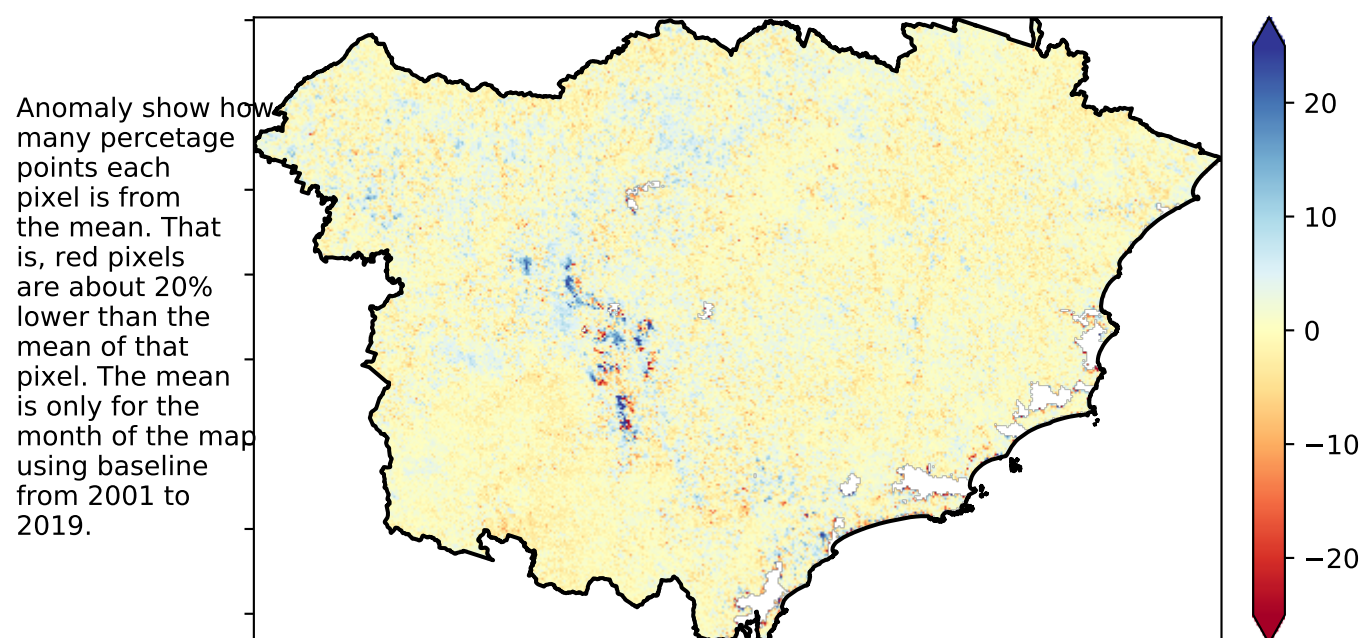 Anomaly show how
many percetage
points each
pixel is from
the mean. That
is, red pixels
are about 20%
lower than the
mean of that
pixel. The mean
is only for the
month of the map
using baseline
from 2001 to
2019.
20
10
0
−10
−20